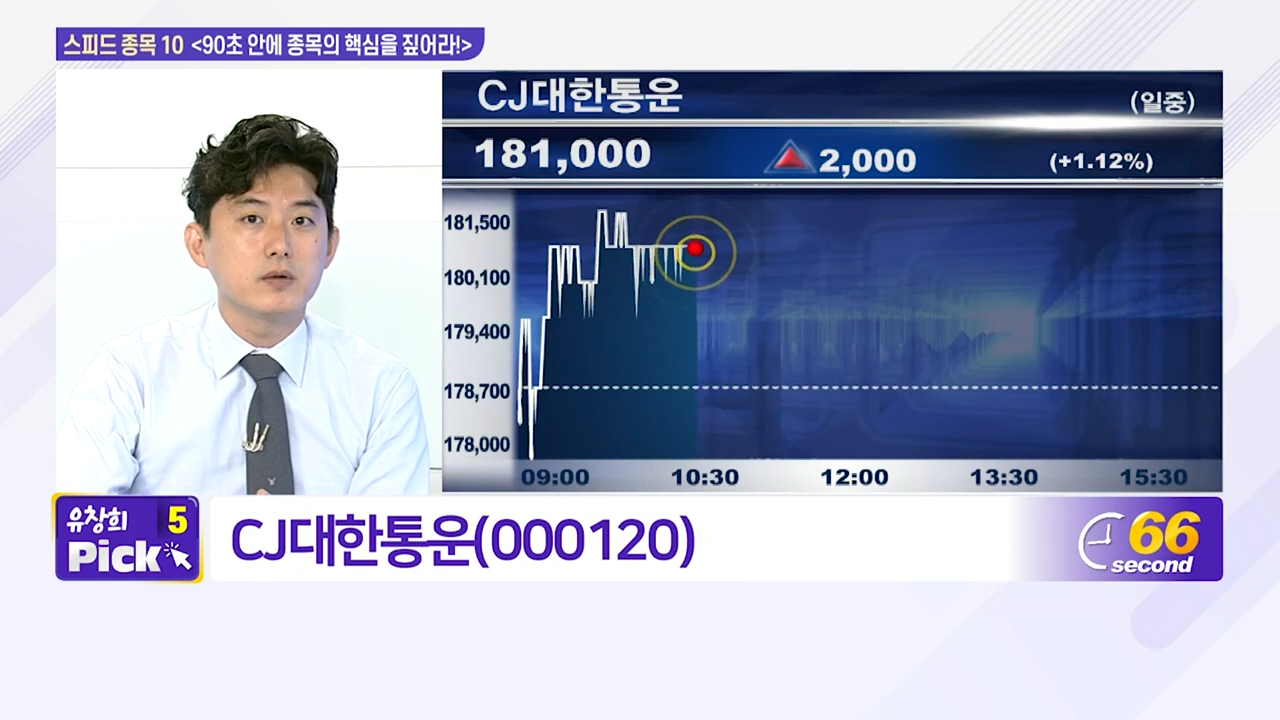 스피드 종목 10 <90초 안에 종목의 핵심을 짚어라!>
CJ대한통운
(일중)
181,000
▲ 2,000
(+1.12%)
181,500
180,100
179,400
178,700
178,000
09:00
10:30
12:00
13:30
15:30
유창희 5
Pick
CJ대한통운(000120)
66
second